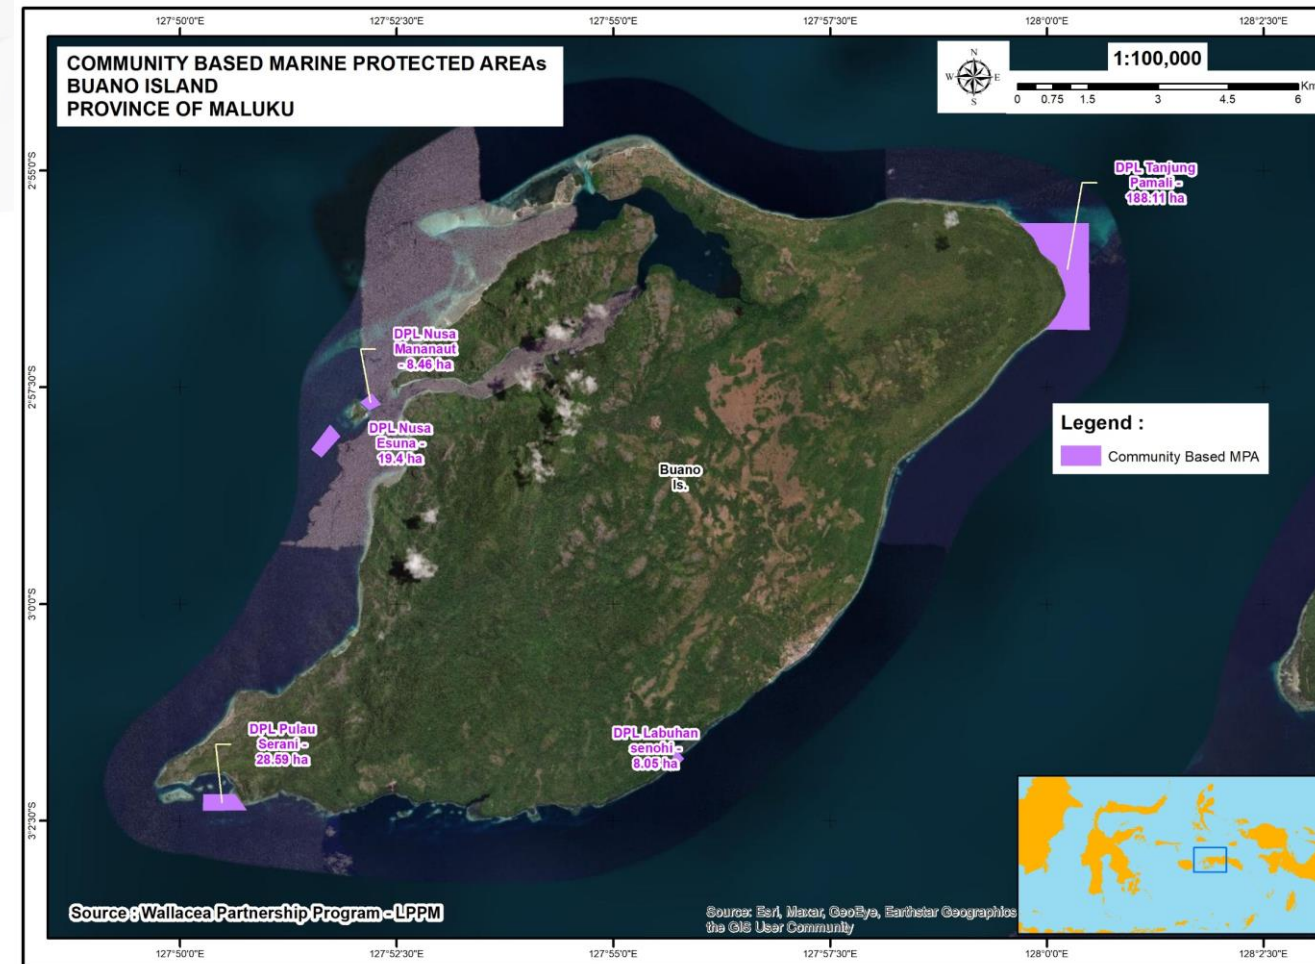 127°50'0"E
127°52'30"E
127°55'0"E
127°57'30"E
128°0'0"E
128°2'30"E
COMMUNITY BASED MARINE PROTECTED AREAs
BUANO ISLAND
PROVINCE OF MALUKU
N
W
E
S
1:100,000
0
0.75
1.5
3
4.5
6
Km
2°55'0"S
DPL Tanjung
Pamali -
188.11 ha
DPL Nusa
Mananaut
- 8.46 ha
2°57'30"S
DPL Nusa
Esuna -
19.4 ha
Legend :
Community Based MPA
Buano
Is.
3°0'0"S
DPL Pulau
Serani -
28.59 ha
DPL Labuhan
senohi -
8.05 ha
3°2'30"S
Source : Wallacea Partnership Program - LPPM
Source: Esri, Maxar, GeoEye, Earthstar Geographics
the GIS User Community
127°50'0"E
127°52'30"E
127°55'0"E
127°57'30"E
128°0'0"E
128°2'30"E